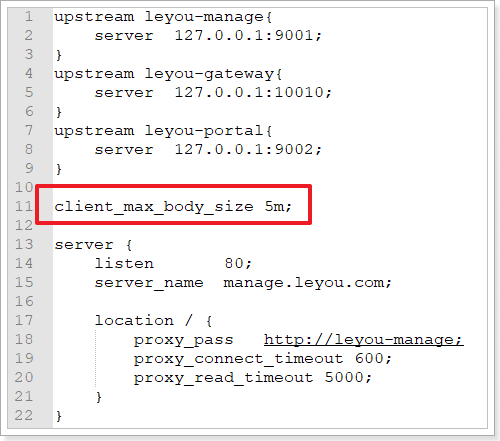 1 upstream leyou-manage{
2     server  127.0.0.1:9001;
3 }
4 upstream leyou-gateway{
5     server  127.0.0.1:10010;
6 }
7 upstream leyou-portal{
8     server  127.0.0.1:9002;
9 }
10
11 client_max_body_size 5m;
12
13 server {
14     listen       80;
15     server_name  manage.leyou.com;
16
17     location / {
18         proxy_pass   http://leyou-manage;
19         proxy_connect_timeout 600;
20         proxy_read_timeout 5000;
21     }
22 }